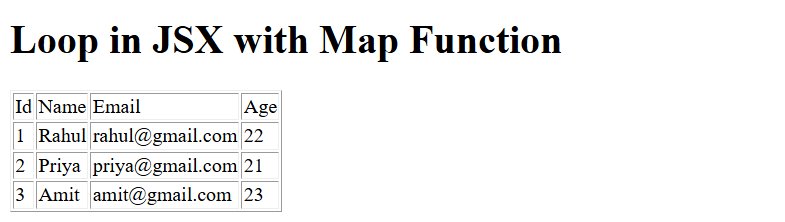 Loop in JSX with Map Function
Id Name Email Age
1 Rahul rahul@gmail.com 22
2 Priya priya@gmail.com 21
3 Amit amit@gmail.com 23